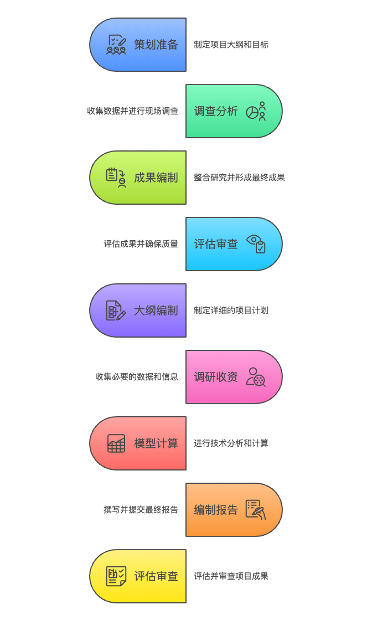 策划准备 制定项目大纲和目标
收集数据并进行现场调查 调查分析
成果编制 整合研究并形成最终成果
评估成果并确保质量 评估审查
大纲编制 制定详细的项目计划
收集必要的数据和信息 调研收资
模型计算 进行技术分析和计算
撰写并提交最终报告 编制报告
评估审查 评估并审查项目成果